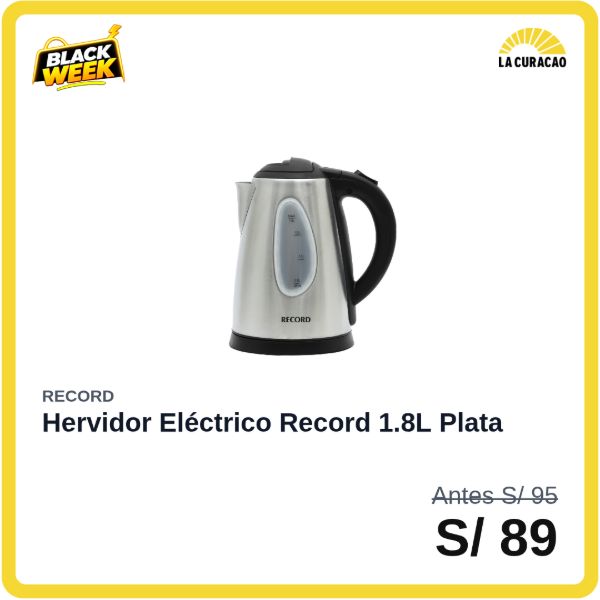 BLACK
WEEK
LA CURACAO
RECORD
RECORD
Hervidor Eléctrico Record 1.8L Plata
Antes S/ 95
S/ 89